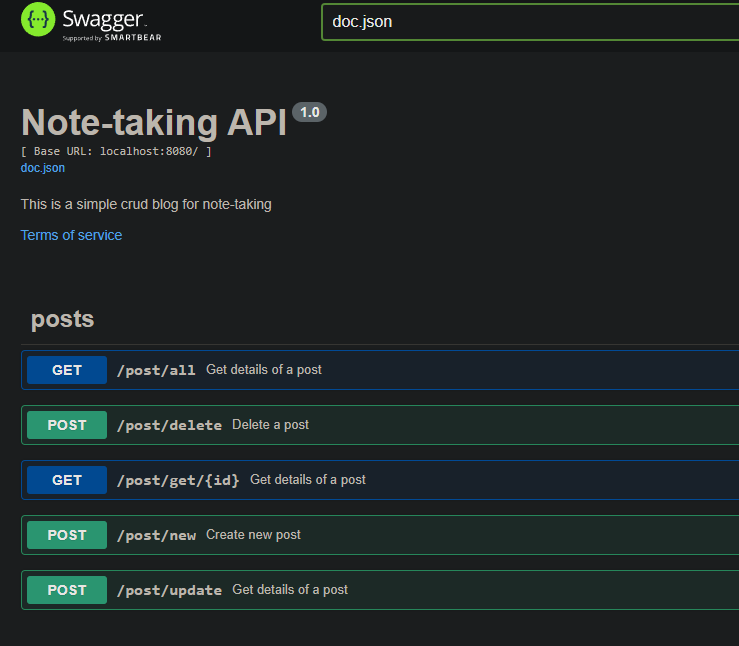 Swagger
Supported by SMARTBEAR
doc.json
Note-taking API 1.0
[ Base URL: localhost:8080/ ]
doc.json
This is a simple crud blog for note-taking
Terms of service
posts
GET /post/all Get details of a post
POST /post/delete Delete a post
GET /post/get/{id} Get details of a post
POST /post/new Create new post
POST /post/update Get details of a post